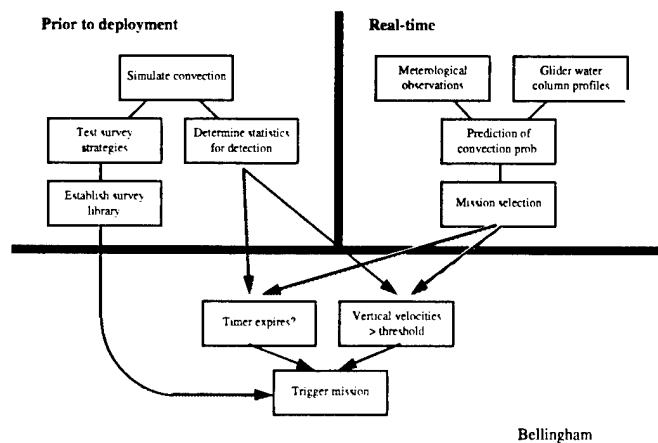 Prior to deployment
Simulate convection
Test survey
strategies
Determine statistics
for detection
Establish survey
library
Real-time
Meterological
observations
Glider water
column profiles
Prediction of
convection prob
Mission selection
Timer expires?
Vertical velocities
> threshold
Trigger mission
Bellingham